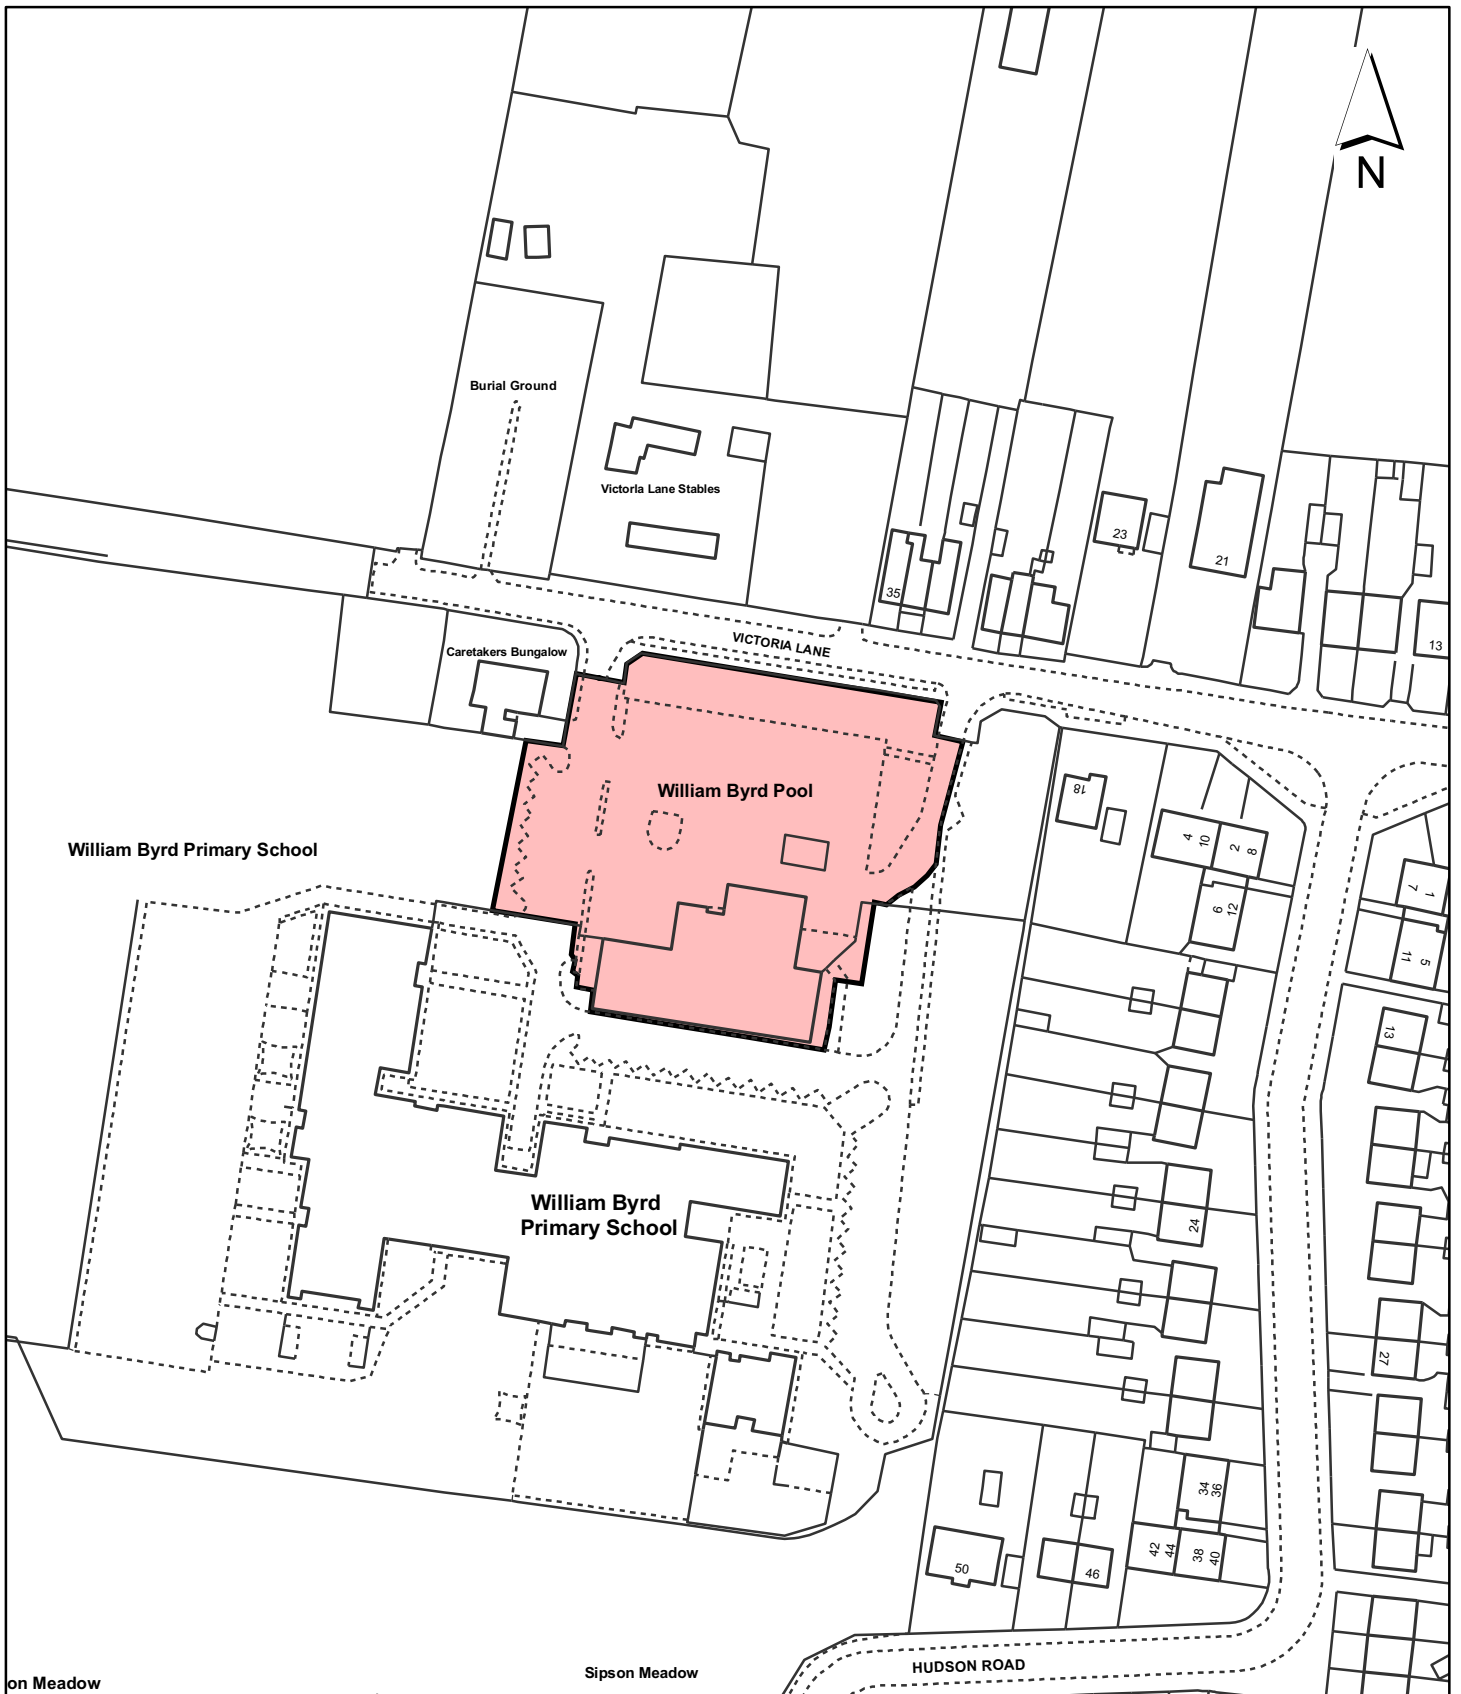 N
Burial Ground
Victorla Lane Stables
23
21
35
VICTORIA LANE
13
Caretakers Bungalow
William Byrd Pool
18
4
10
2
8
William Byrd Primary School
1
7
6
12
5
11
13
William Byrd
Primary School
24
27
34
36
42
44
38
40
50
46
HUDSON ROAD
Sipson Meadow
on Meadow